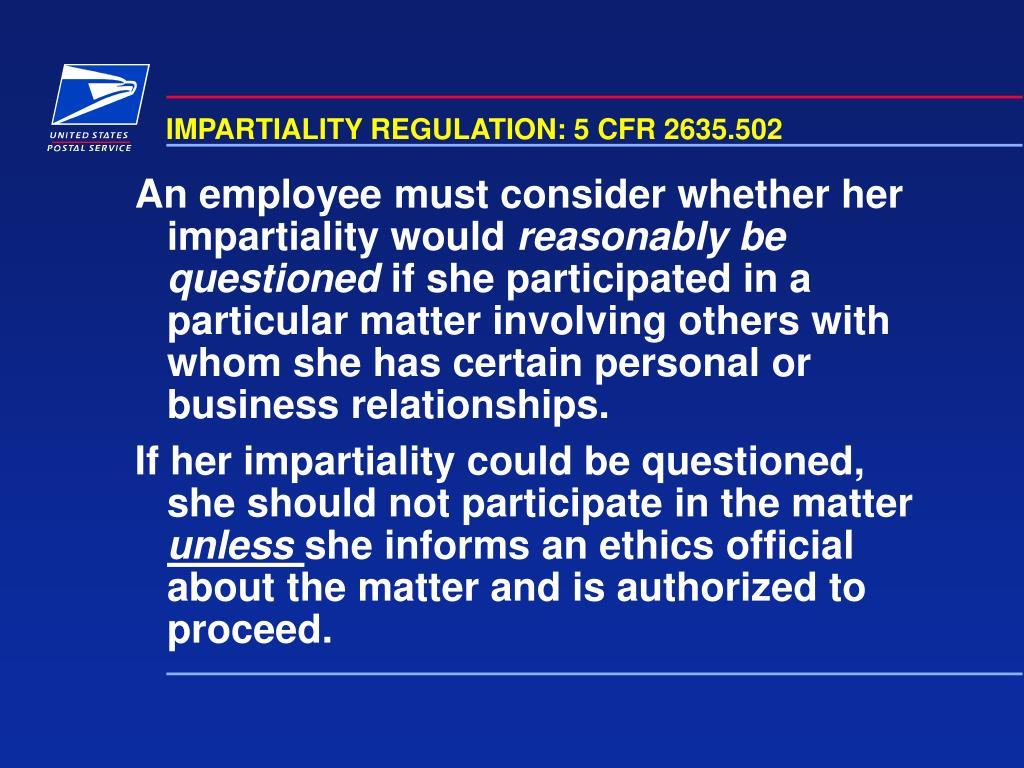 UNITED STATES
POSTAL SERVICE
IMPARTIALITY REGULATION: 5 CFR 2635.502
An employee must consider whether her
impartiality would reasonably be
questioned if she participated in a
particular matter involving others with
whom she has certain personal or
business relationships.
If her impartiality could be questioned,
she should not participate in the matter
unless she informs an ethics official
about the matter and is authorized to
proceed.